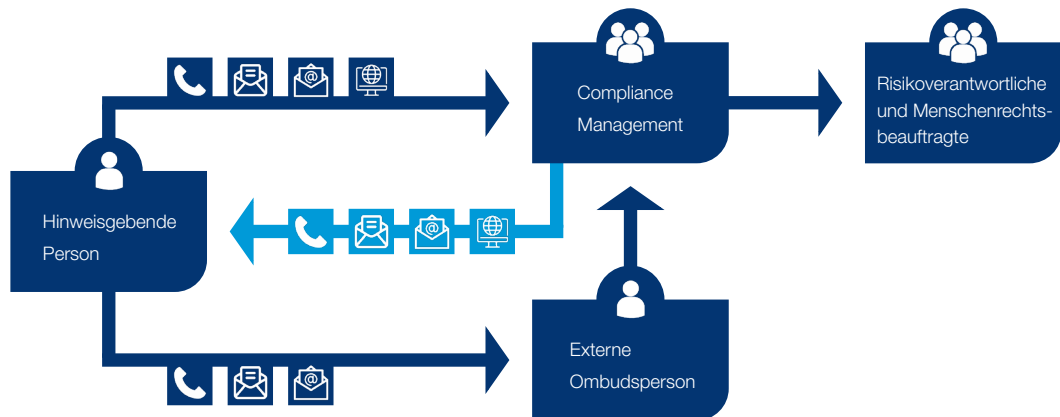 Compliance
Management
Risikoverantwortliche
und Menschenrechts-
beauftragte
Hinweisgebende
Person
Externe
Ombudsperson